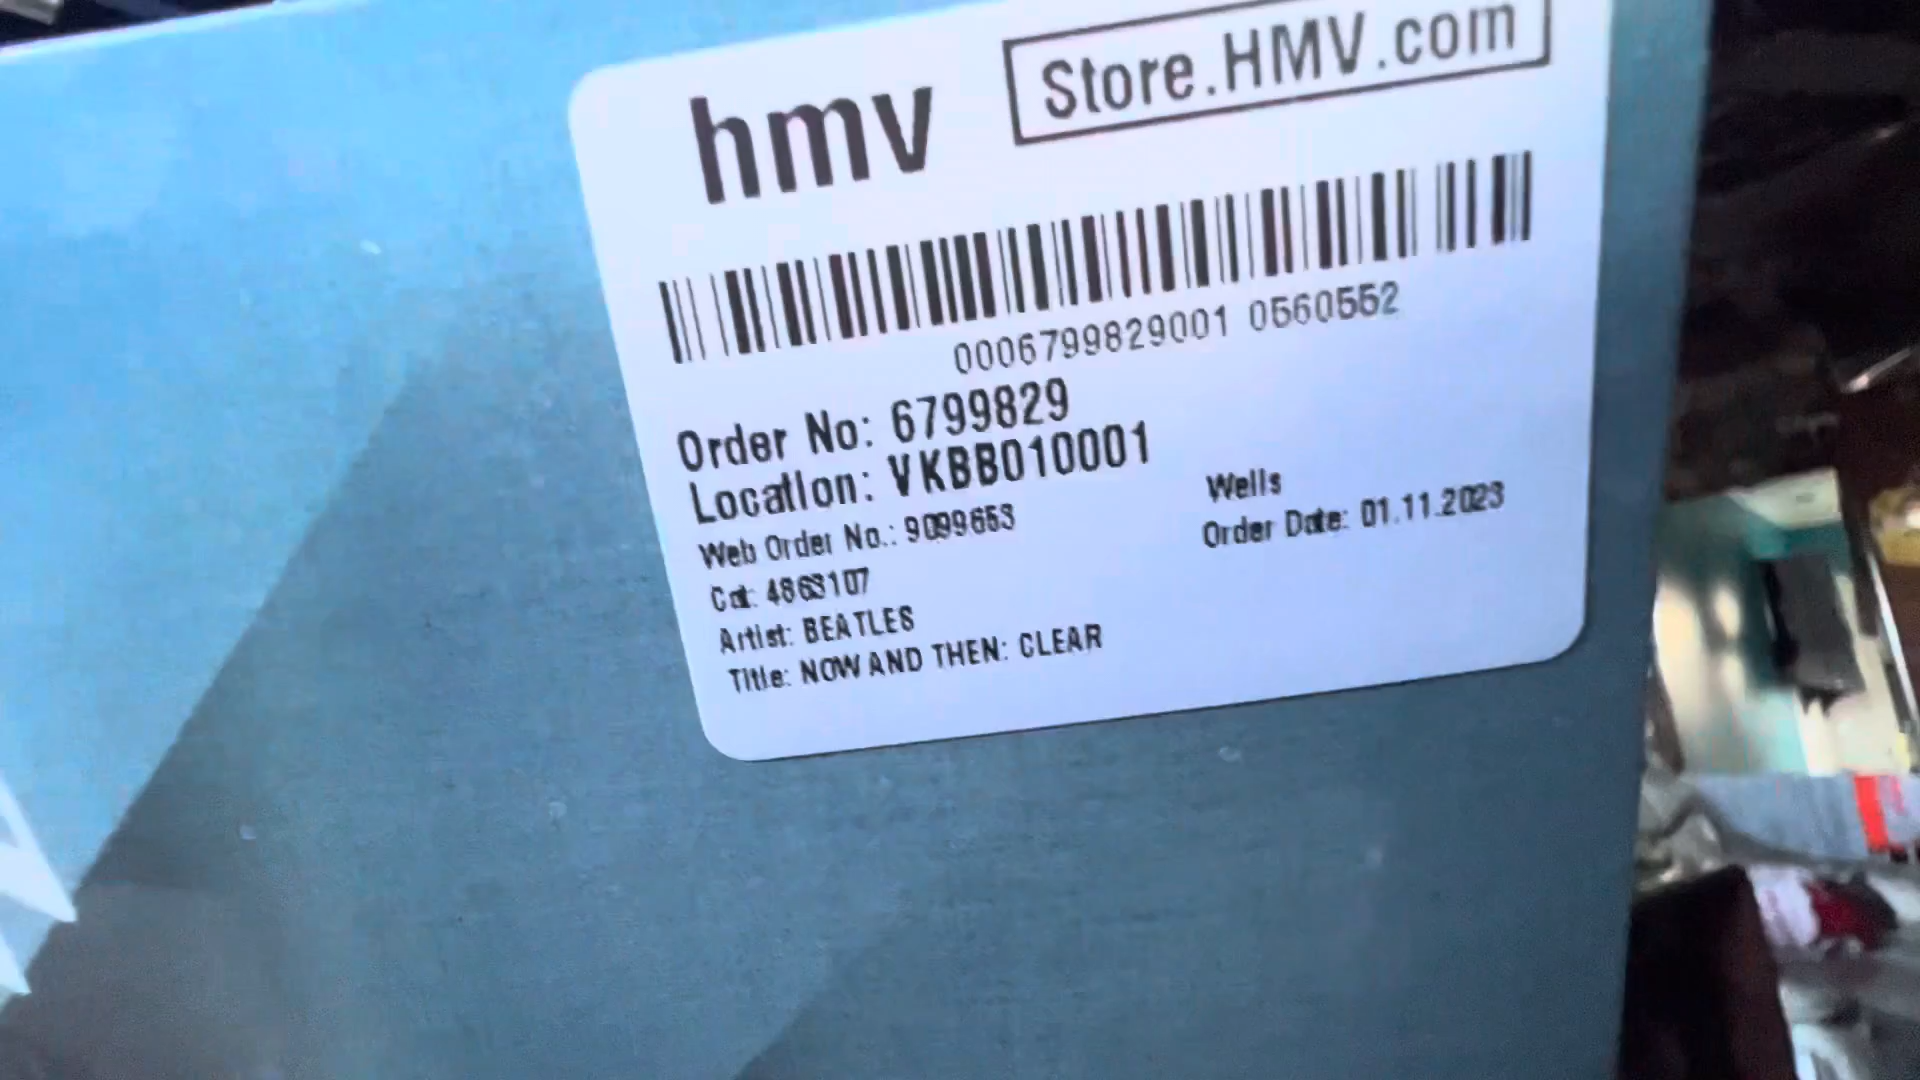 hmv Store.HMV.com
0006799829001 0560552
Order No: 6799829
Location: VKBB010001
Wells
Web Order No.: 9099653
Order Date: 01.11.2023
Cat: 4863107
Artist: BEATLES
Title: NOW AND THEN: CLEAR